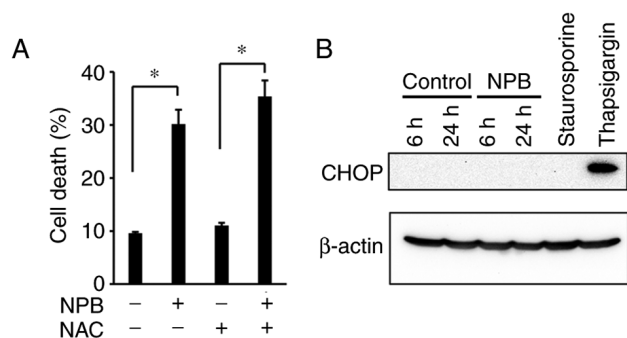 A
Cell death (%)
40
30
20
10
0
*
*
NPB − + − +
NAC − − + +
B
Control NPB
6 h 24 h 6 h 24 h Staurosporine Thapsigargin
CHOP
β-actin